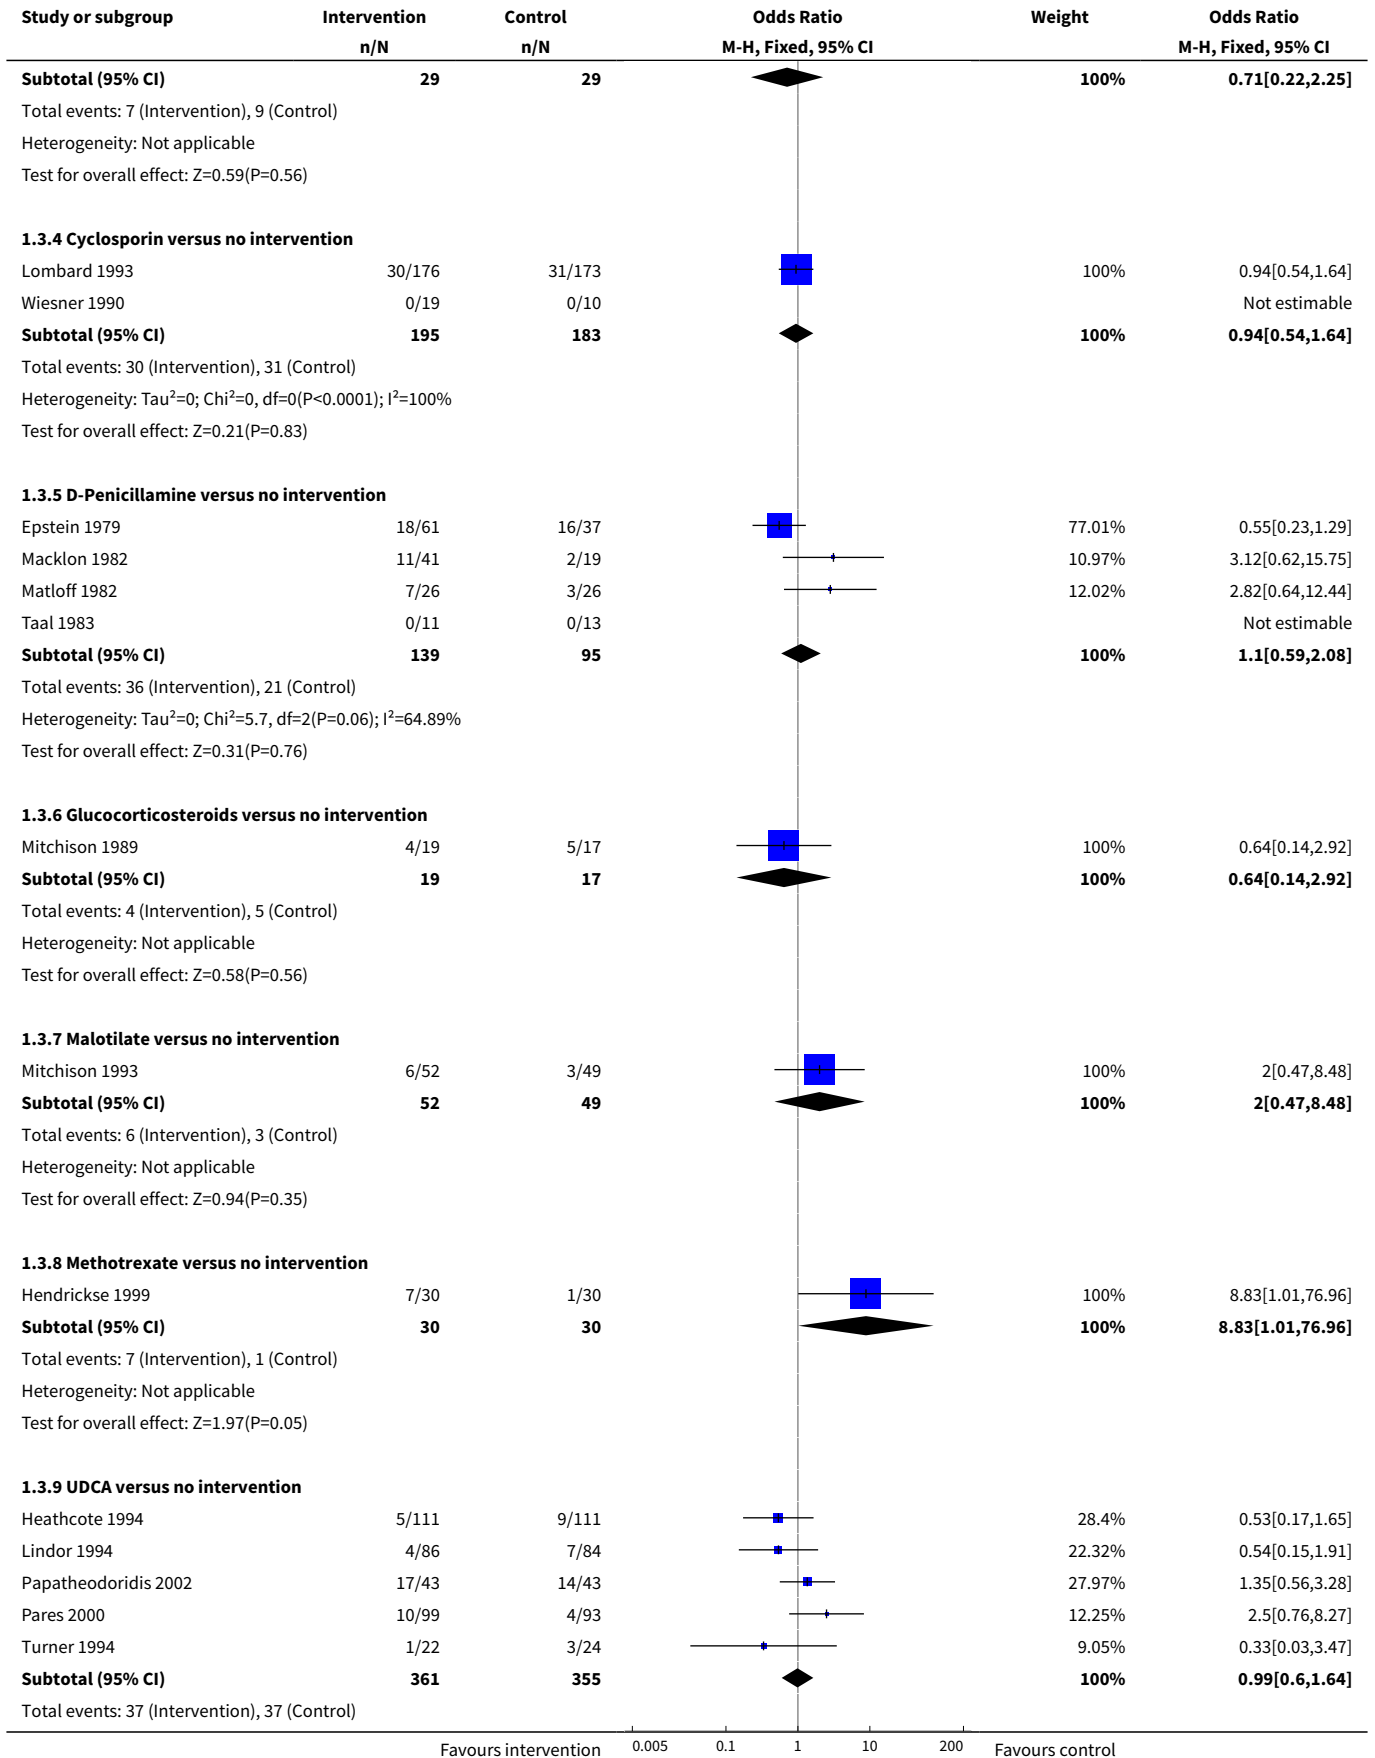 Study or subgroup Intervention Control Odds Ratio Weight Odds Ratio
n/N n/N M-H, Fixed, 95% CI M-H, Fixed, 95% CI
Subtotal (95% CI) 29 29 100% 0.71[0.22,2.25]
Total events: 7 (Intervention), 9 (Control)
Heterogeneity: Not applicable
Test for overall effect: Z=0.59(P=0.56)
1.3.4 Cyclosporin versus no intervention
Lombard 1993 30/176 31/173 100% 0.94[0.54,1.64]
Wiesner 1990 0/19 0/10 Not estimable
Subtotal (95% CI) 195 183 100% 0.94[0.54,1.64]
Total events: 30 (Intervention), 31 (Control)
Heterogeneity: Tau²=0; Chi²=0, df=0(P<0.0001); I²=100%
Test for overall effect: Z=0.21(P=0.83)
1.3.5 D-Penicillamine versus no intervention
Epstein 1979 18/61 16/37 77.01% 0.55[0.23,1.29]
Macklon 1982 11/41 2/19 10.97% 3.12[0.62,15.75]
Matloff 1982 7/26 3/26 12.02% 2.82[0.64,12.44]
Taal 1983 0/11 0/13 Not estimable
Subtotal (95% CI) 139 95 100% 1.1[0.59,2.08]
Total events: 36 (Intervention), 21 (Control)
Heterogeneity: Tau²=0; Chi²=5.7, df=2(P=0.06); I²=64.89%
Test for overall effect: Z=0.31(P=0.76)
1.3.6 Glucocorticosteroids versus no intervention
Mitchison 1989 4/19 5/17 100% 0.64[0.14,2.92]
Subtotal (95% CI) 19 17 100% 0.64[0.14,2.92]
Total events: 4 (Intervention), 5 (Control)
Heterogeneity: Not applicable
Test for overall effect: Z=0.58(P=0.56)
1.3.7 Malotilate versus no intervention
Mitchison 1993 6/52 3/49 100% 2[0.47,8.48]
Subtotal (95% CI) 52 49 100% 2[0.47,8.48]
Total events: 6 (Intervention), 3 (Control)
Heterogeneity: Not applicable
Test for overall effect: Z=0.94(P=0.35)
1.3.8 Methotrexate versus no intervention
Hendrickse 1999 7/30 1/30 100% 8.83[1.01,76.96]
Subtotal (95% CI) 30 30 100% 8.83[1.01,76.96]
Total events: 7 (Intervention), 1 (Control)
Heterogeneity: Not applicable
Test for overall effect: Z=1.97(P=0.05)
1.3.9 UDCA versus no intervention
Heathcote 1994 5/111 9/111 28.4% 0.53[0.17,1.65]
Lindor 1994 4/86 7/84 22.32% 0.54[0.15,1.91]
Papatheodoridis 2002 17/43 14/43 27.97% 1.35[0.56,3.28]
Pares 2000 10/99 4/93 12.25% 2.5[0.76,8.27]
Turner 1994 1/22 3/24 9.05% 0.33[0.03,3.47]
Subtotal (95% CI) 361 355 100% 0.99[0.6,1.64]
Total events: 37 (Intervention), 37 (Control)
Favours intervention 0.005 0.1 1 10 200 Favours control